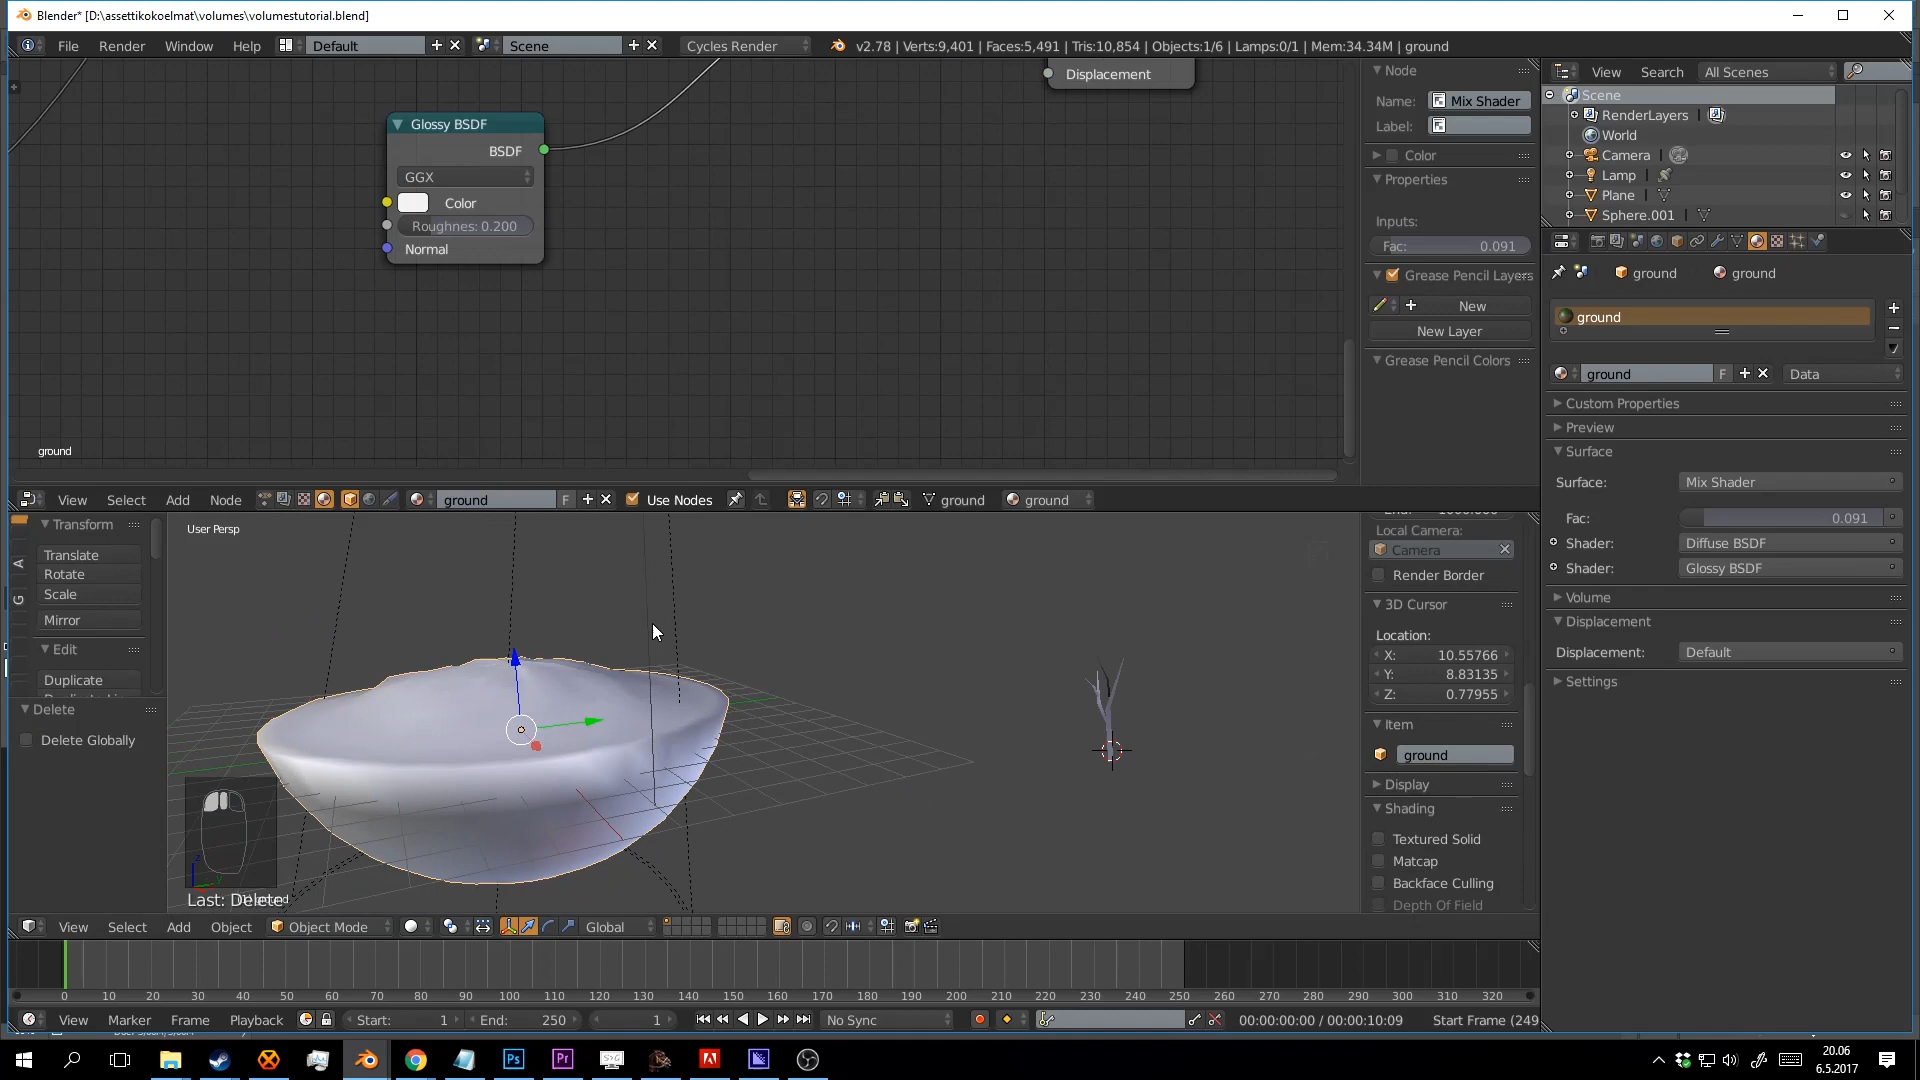 Blender* [D:\assettikokoelmat\volumes\volumestutorial.blend]
File Render Window Help Default Scene Cycles Render v2.78 | Verts:9,401 | Faces:5,491 | Tris:10,854 | Objects:1/6 | Lamps:0/1 | Mem:34.34M | ground
Displacement
Glossy BSDF
BSDF
GGX
Color
Roughnes: 0.200
Normal
ground
Node
Name: Mix Shader
Label:
Color
Properties
Inputs:
Fac: 0.091
Grease Pencil Layers
New
New Layer
Grease Pencil Colors
View Search All Scenes
Scene
RenderLayers
World
Camera
Lamp
Plane
Sphere.001
ground ground
ground
ground F Data
Custom Properties
Preview
Surface
Surface: Mix Shader
Fac: 0.091
Shader: Diffuse BSDF
Shader: Glossy BSDF
Volume
Displacement
Displacement: Default
Settings
View Select Add Node ground F Use Nodes ground ground
Transform
Translate
Rotate
Scale
Mirror
Edit
Duplicate
Delete
Delete Globally
A
G
User Persp
Last: Delete
Local Camera:
Camera
Render Border
3D Cursor
Location:
X: 10.55766
Y: 8.83135
Z: 0.77955
Item
ground
Display
Shading
Textured Solid
Matcap
Backface Culling
Depth Of Field
View Select Add Object Object Mode Global
0 10 20 30 40 50 60 70 80 90 100 110 120 130 140 150 160 170 180 190 200 210 220 230 240 250 260 270 280 290 300 310 320
View Marker Frame Playback Start: 1 End: 250 1 No Sync 00:00:00:00 / 00:00:10:09 Start Frame (249
Ps Pr
20.06
6.5.2017